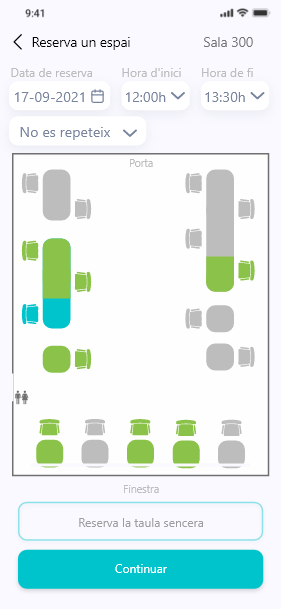 9:41
Reserva un espai Sala 300
Data de reserva Hora d'inici Hora de fi
17-09-2021 12:00h 13:30h
No es repeteix
Porta
Finestra
Reserva la taula sencera
Continuar